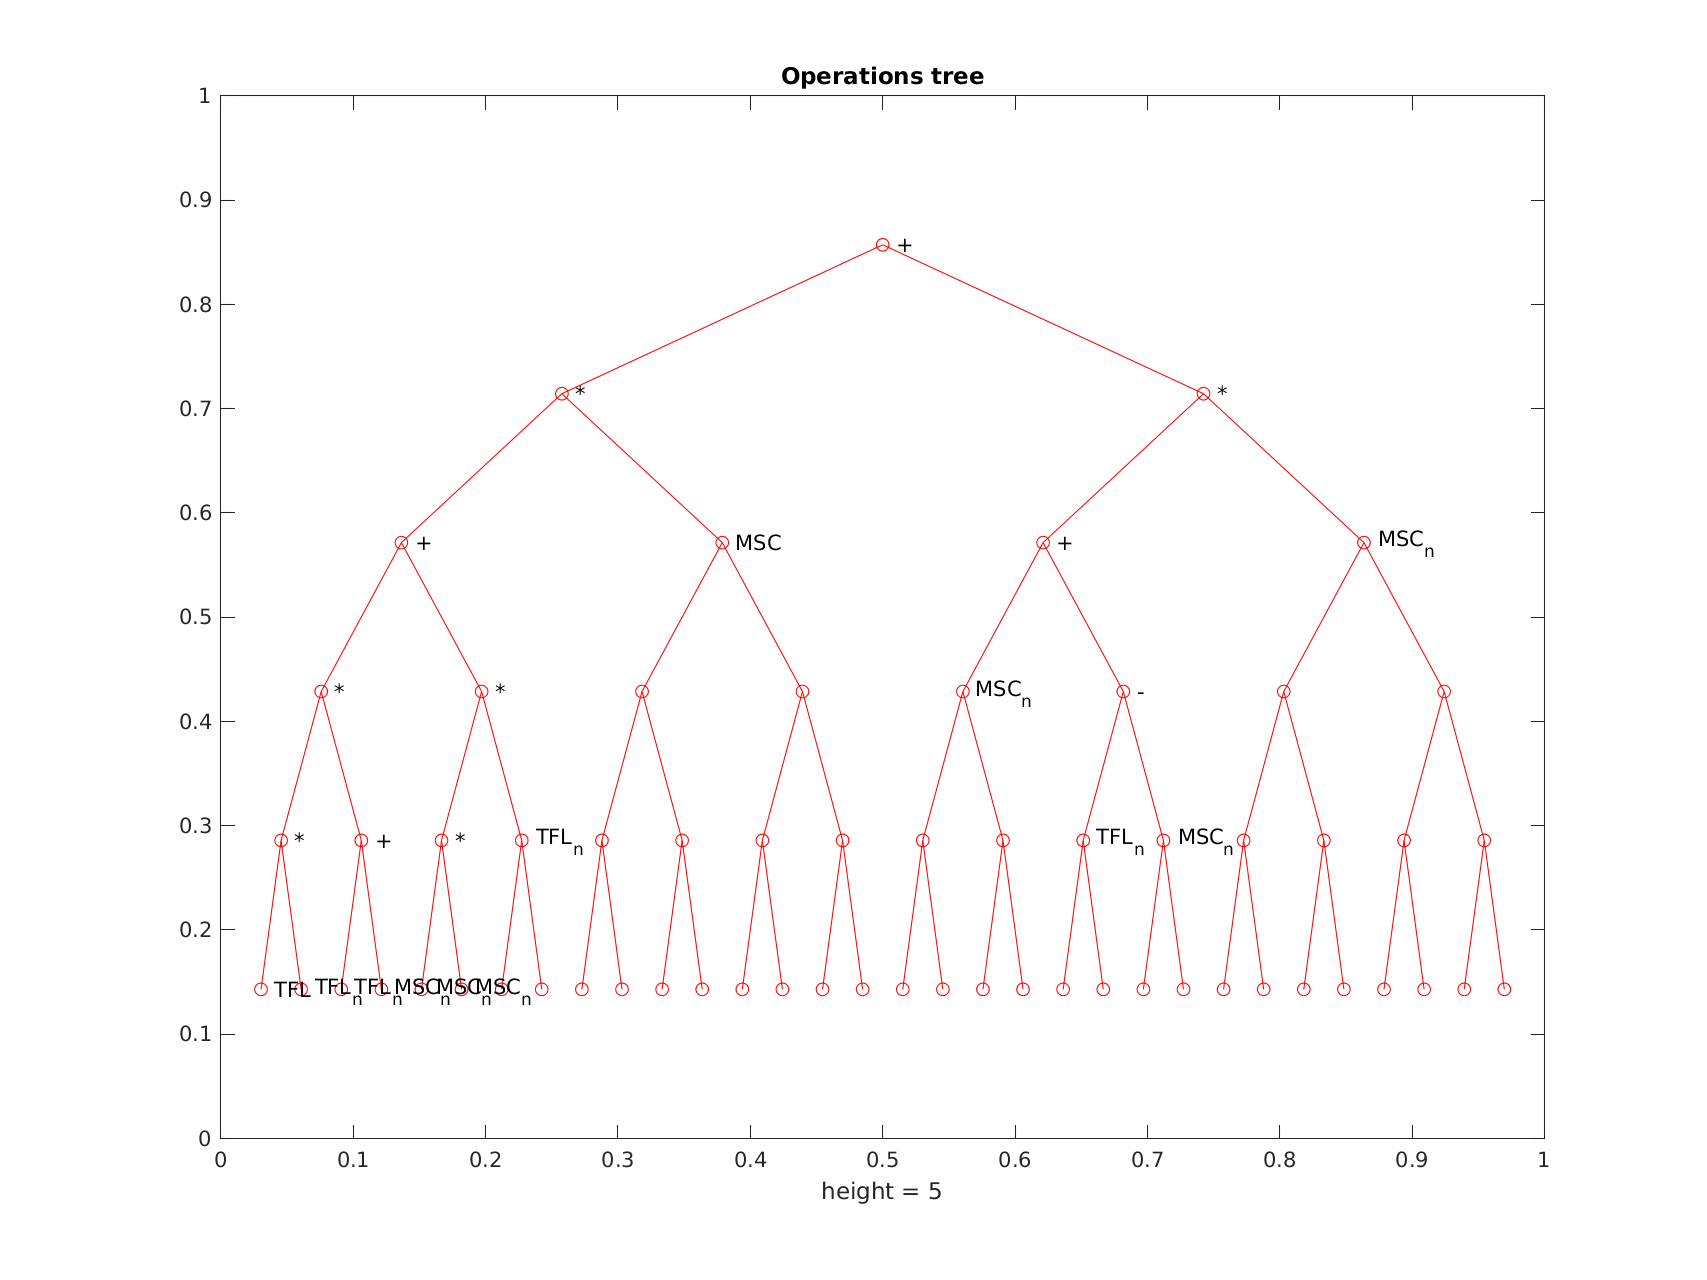 Operations tree
1
0.9
+
0.8
0.7
* *
0.6
+ MSC + MSCn
0.5
* * MSCn -
0.4
0.3
* + * TFLn TFLn MSCn
0.2
TFL TFLn TFLn MSCn MSCn MSCn
0.1
0
0 0.1 0.2 0.3 0.4 0.5 0.6 0.7 0.8 0.9 1
height = 5